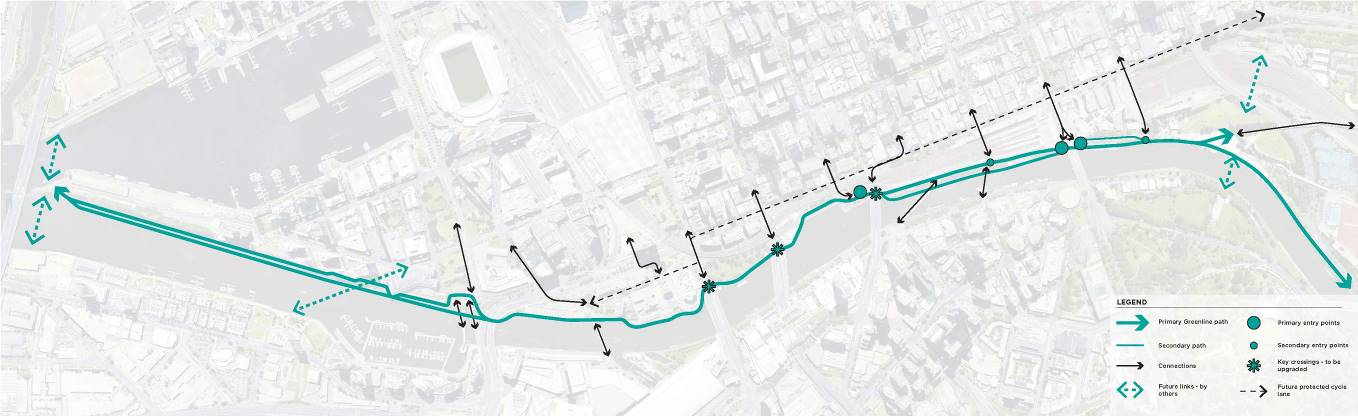 LEGEND
Primary Greenline path
Primary entry points
Secondary path
Secondary entry points
Connections
Key crossings - to be
upgraded
Future links - by
others
Future protected cycle
lane